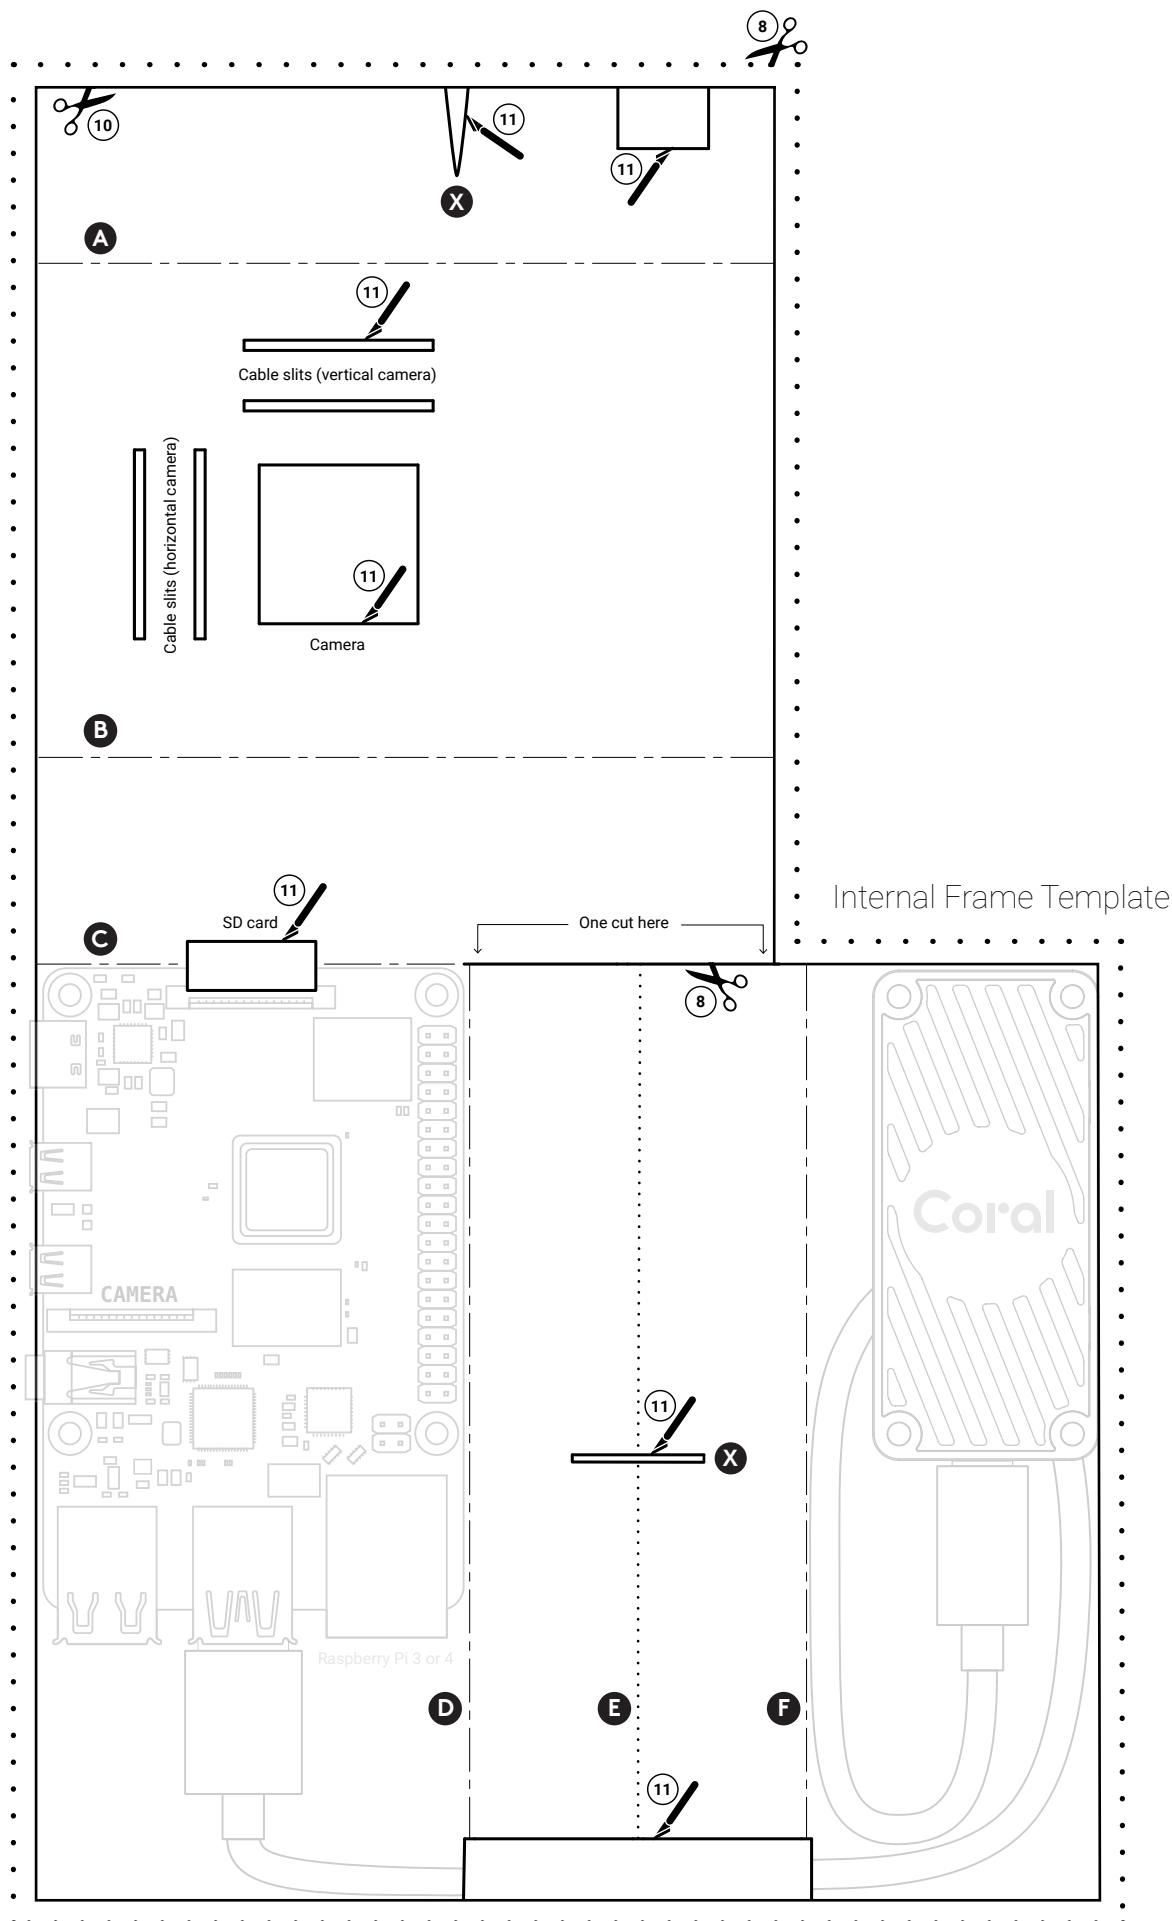 8
10
11
11
X
A
11
Cable slits (vertical camera)
Cable slits (horizontal camera)
11
Camera
B
Internal Frame Template
11
SD card
One cut here
C
8
Coral
CAMERA
11
X
Raspberry Pi 3 or 4
D
E
F
11